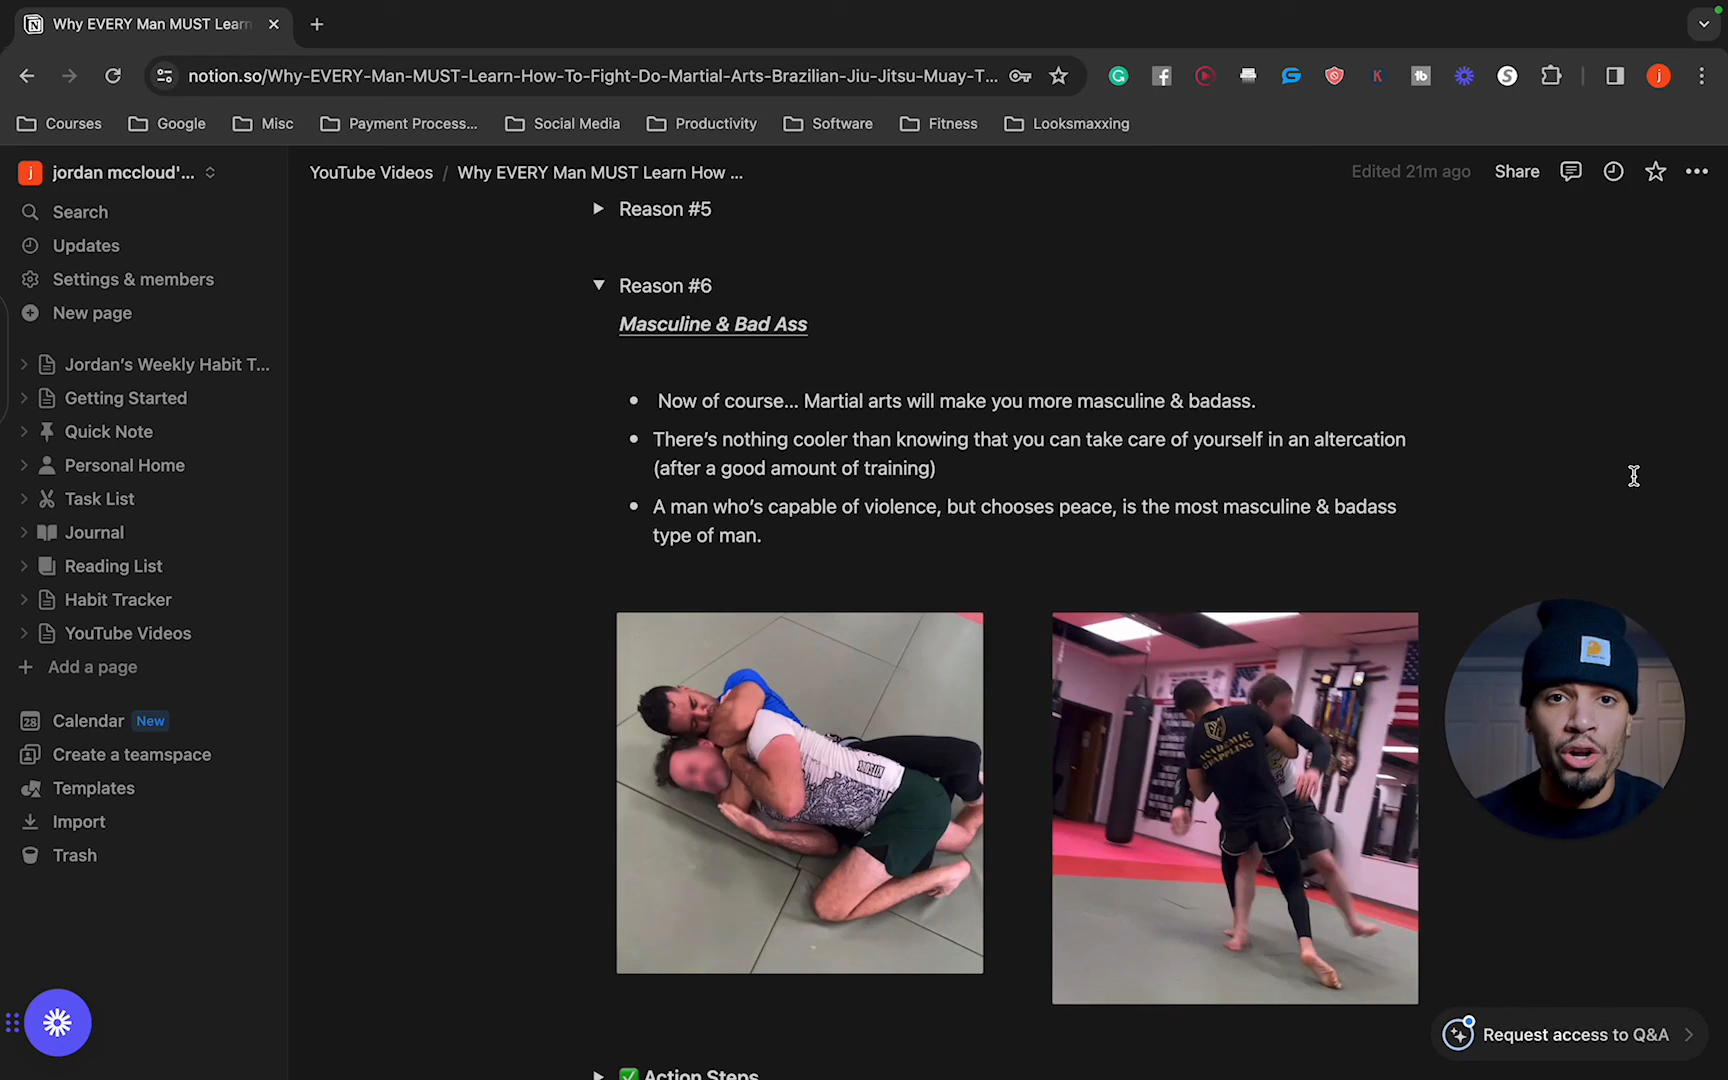 Why EVERY Man MUST Learn
notion.so/Why-EVERY-Man-MUST-Learn-How-To-Fight-Do-Martial-Arts-Brazilian-Jiu-Jitsu-Muay-T...
Courses
Google
Misc
Payment Process...
Social Media
Productivity
Software
Fitness
Looksmaxxing
j jordan mccloud'...
YouTube Videos / Why EVERY Man MUST Learn How ...
Edited 21m ago
Share
Search
Updates
Settings & members
New page
Jordan's Weekly Habit T...
Getting Started
Quick Note
Personal Home
Task List
Journal
Reading List
Habit Tracker
YouTube Videos
Add a page
28 Calendar New
Create a teamspace
Templates
Import
Trash
Reason #5
Reason #6
Masculine & Bad Ass
Now of course... Martial arts will make you more masculine & badass.
There's nothing cooler than knowing that you can take care of yourself in an altercation
(after a good amount of training)
A man who's capable of violence, but chooses peace, is the most masculine & badass
type of man.
ACADEMIC
GRAPPLING
Action Steps
Request access to Q&A